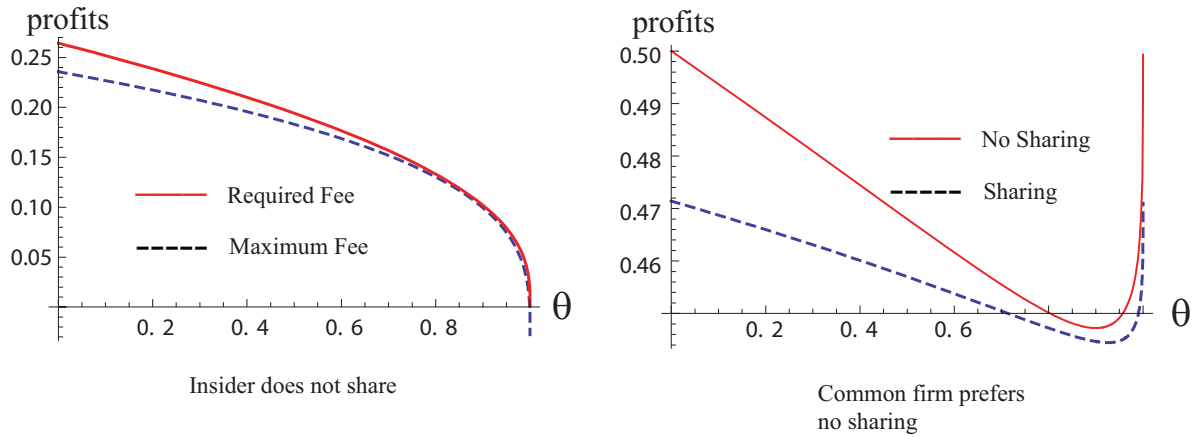 profits
0.25
0.20
0.15
0.10
0.05
Required Fee
Maximum Fee
0. 2
0. 4
0. 6
0. 8
θ
Insider does not share
profits
0.50
0.49
0.48
0.47
0.46
No Sharing
Sharing
0. 2
0. 4
0. 6
θ
Common firm prefers
no sharing